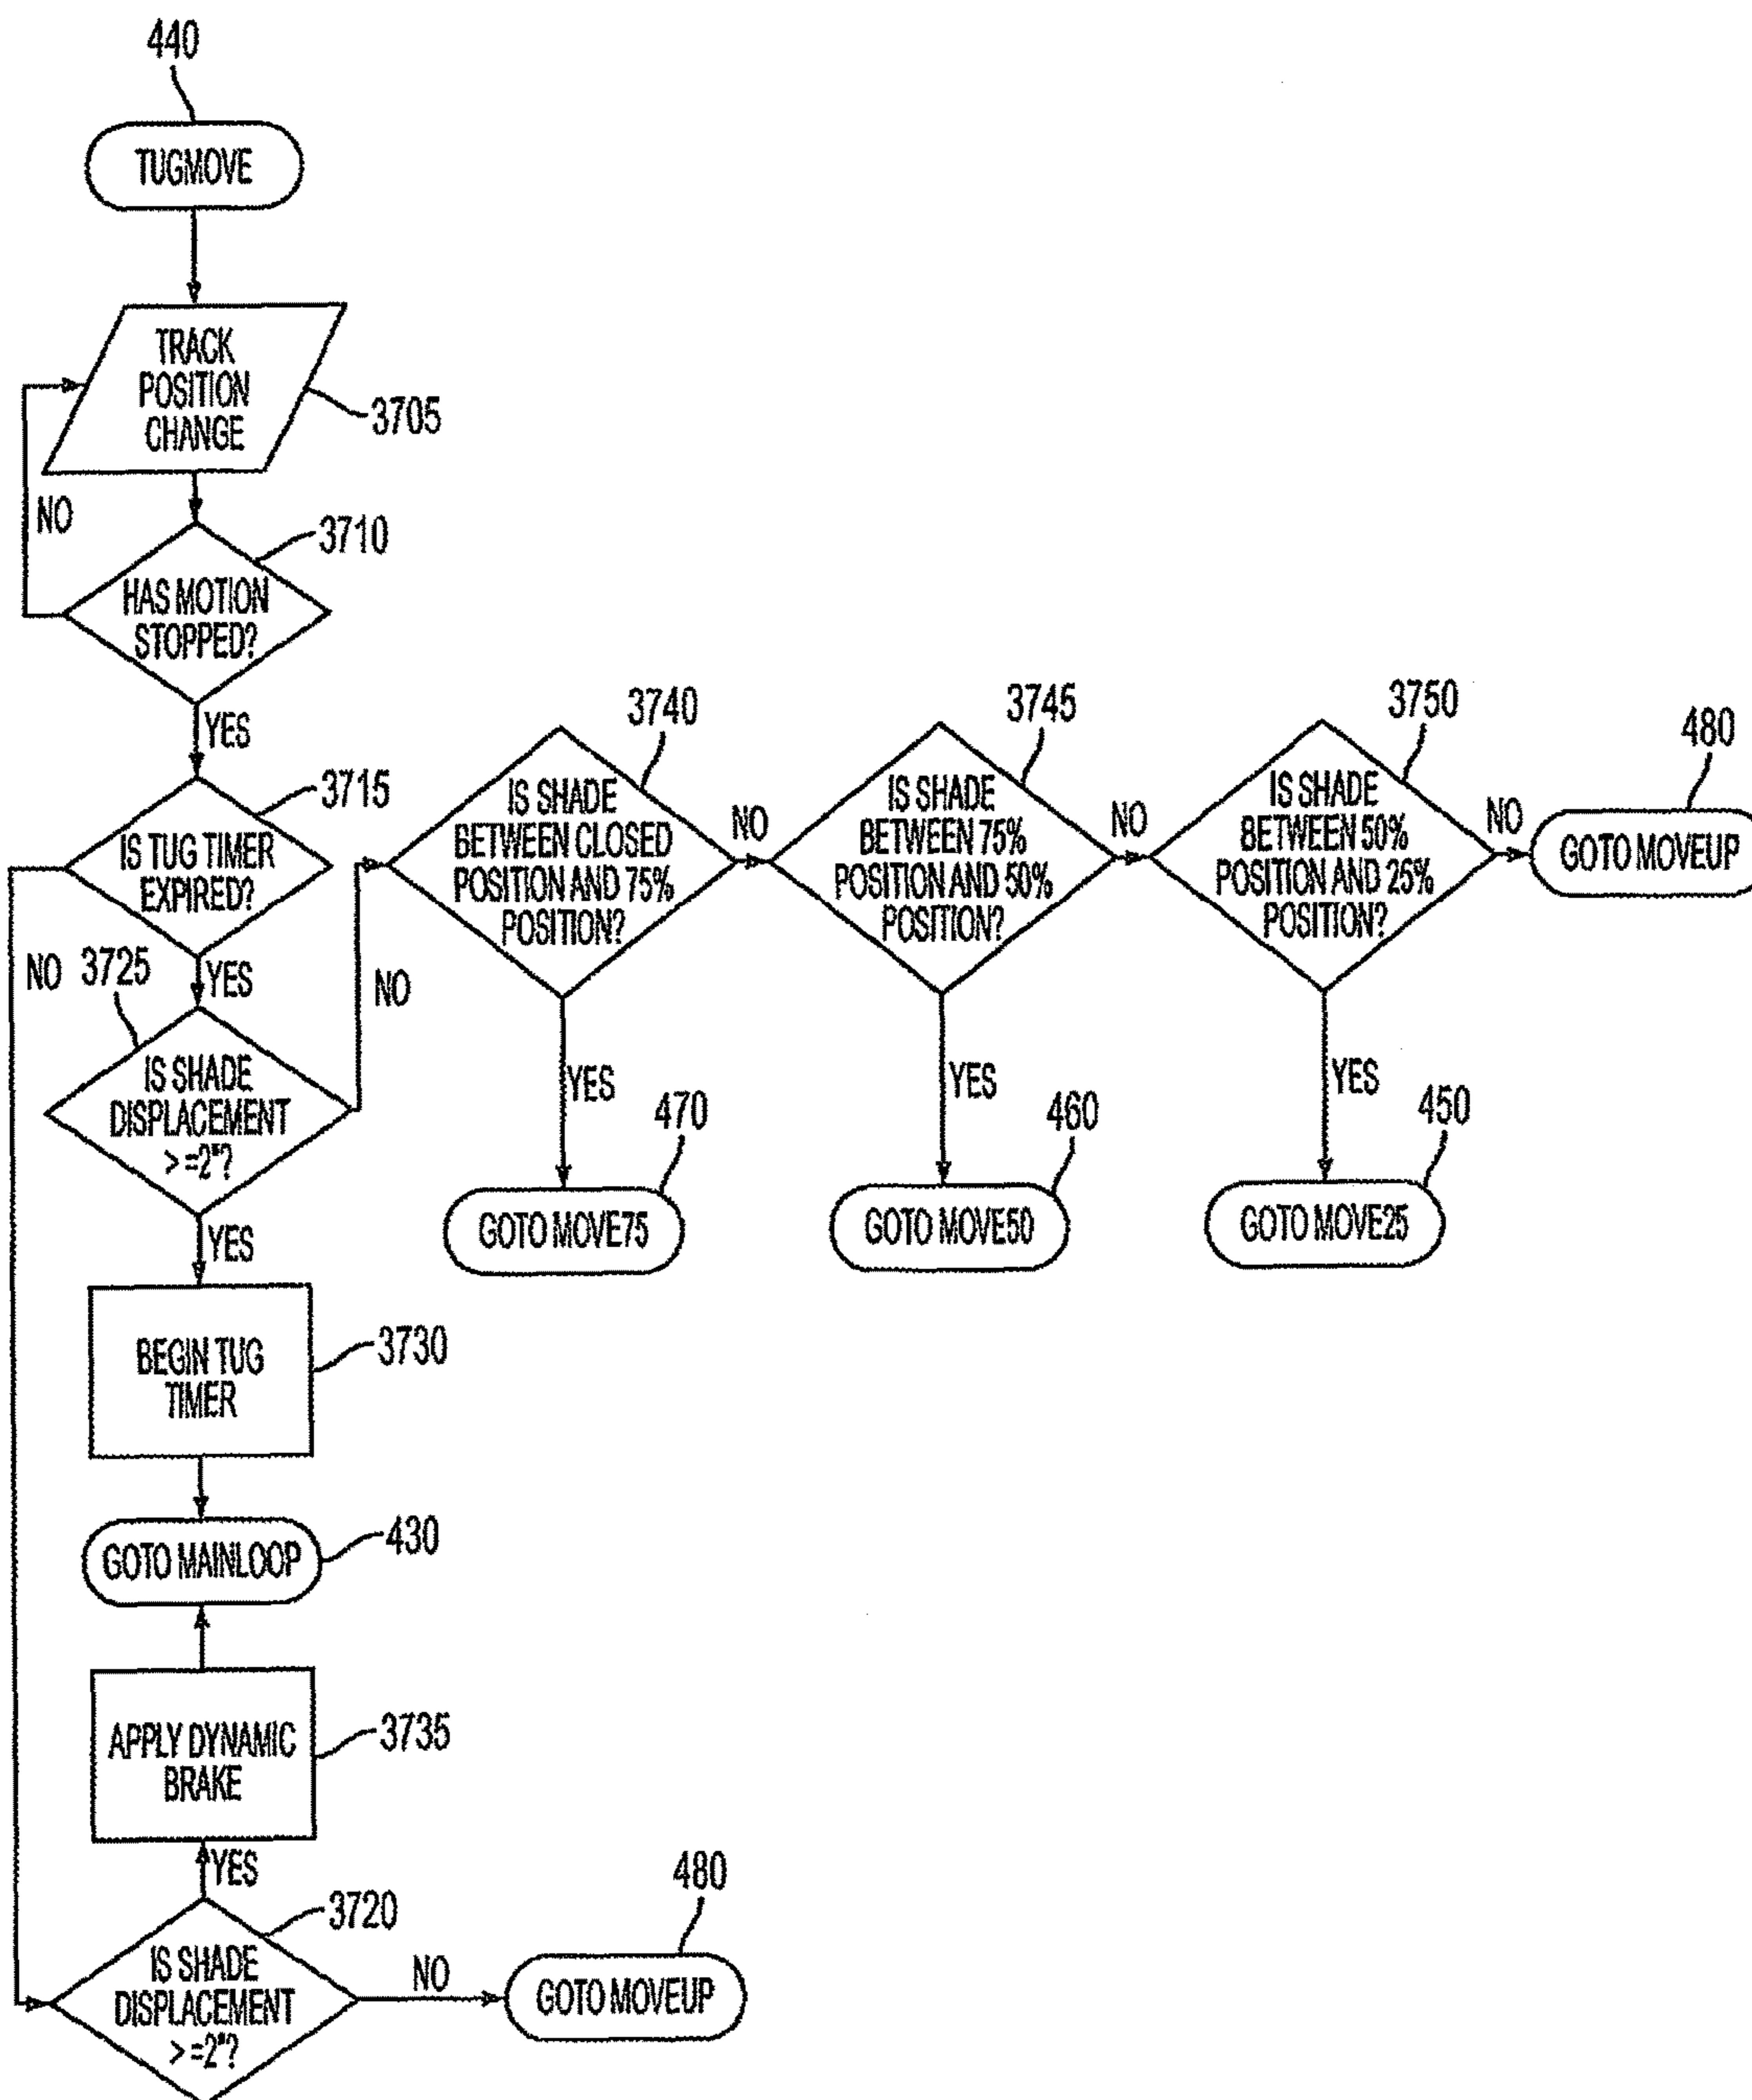 440
TUGMOVE
TRACK
POSITION
CHANGE
3705
NO
3710
HAS MOTION
STOPPED?
YES
3715
IS TUG TIMER
EXPIRED?
NO
3725
YES
IS SHADE
DISPLACEMENT
>=2"?
NO
3740
IS SHADE
BETWEEN CLOSED
POSITION AND 75%
POSITION?
NO
3745
IS SHADE
BETWEEN 75%
POSITION AND 50%
POSITION?
NO
3750
IS SHADE
BETWEEN 50%
POSITION AND 25%
POSITION?
NO
480
GOTO MOVEUP
YES
470
GOTO MOVE75
YES
460
GOTO MOVE50
YES
450
GOTO MOVE25
YES
BEGIN TUG
TIMER
3730
GOTO MAINLOOP
430
APPLY DYNAMIC
BRAKE
3735
YES
3720
IS SHADE
DISPLACEMENT
>=2"?
NO
480
GOTO MOVEUP